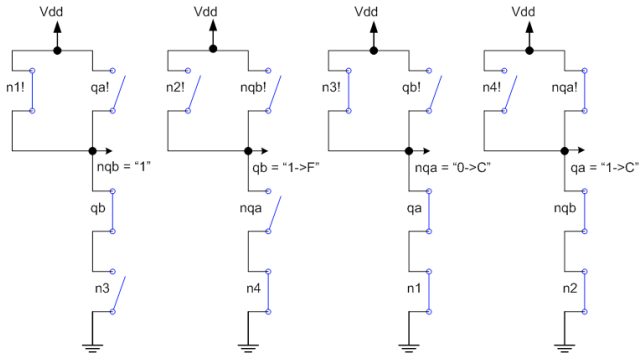 Vdd Vdd Vdd Vdd
n1! qa! n2! nqb! n3! qb! n4! nqa!
nqb = “1” qb = “1->F” nqa = “0->C” qa = “1->C”
qb nqa qa nqb
n3 n4 n1 n2